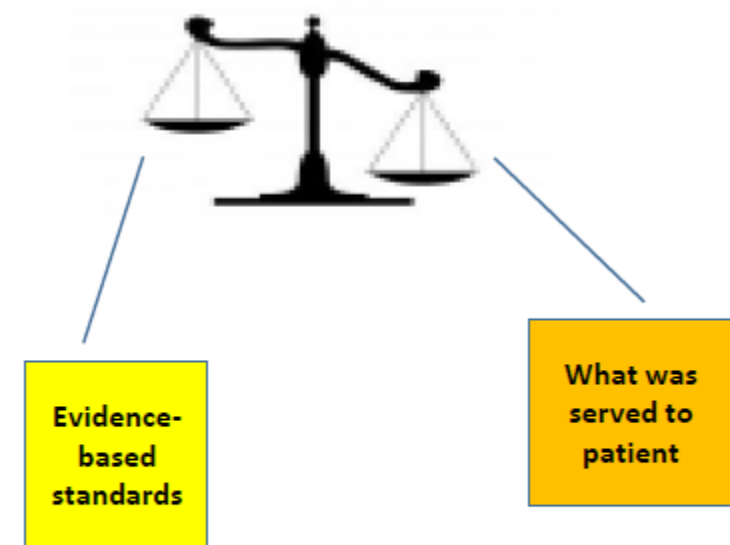 Evidence-
based
standards
What was
served to
patient